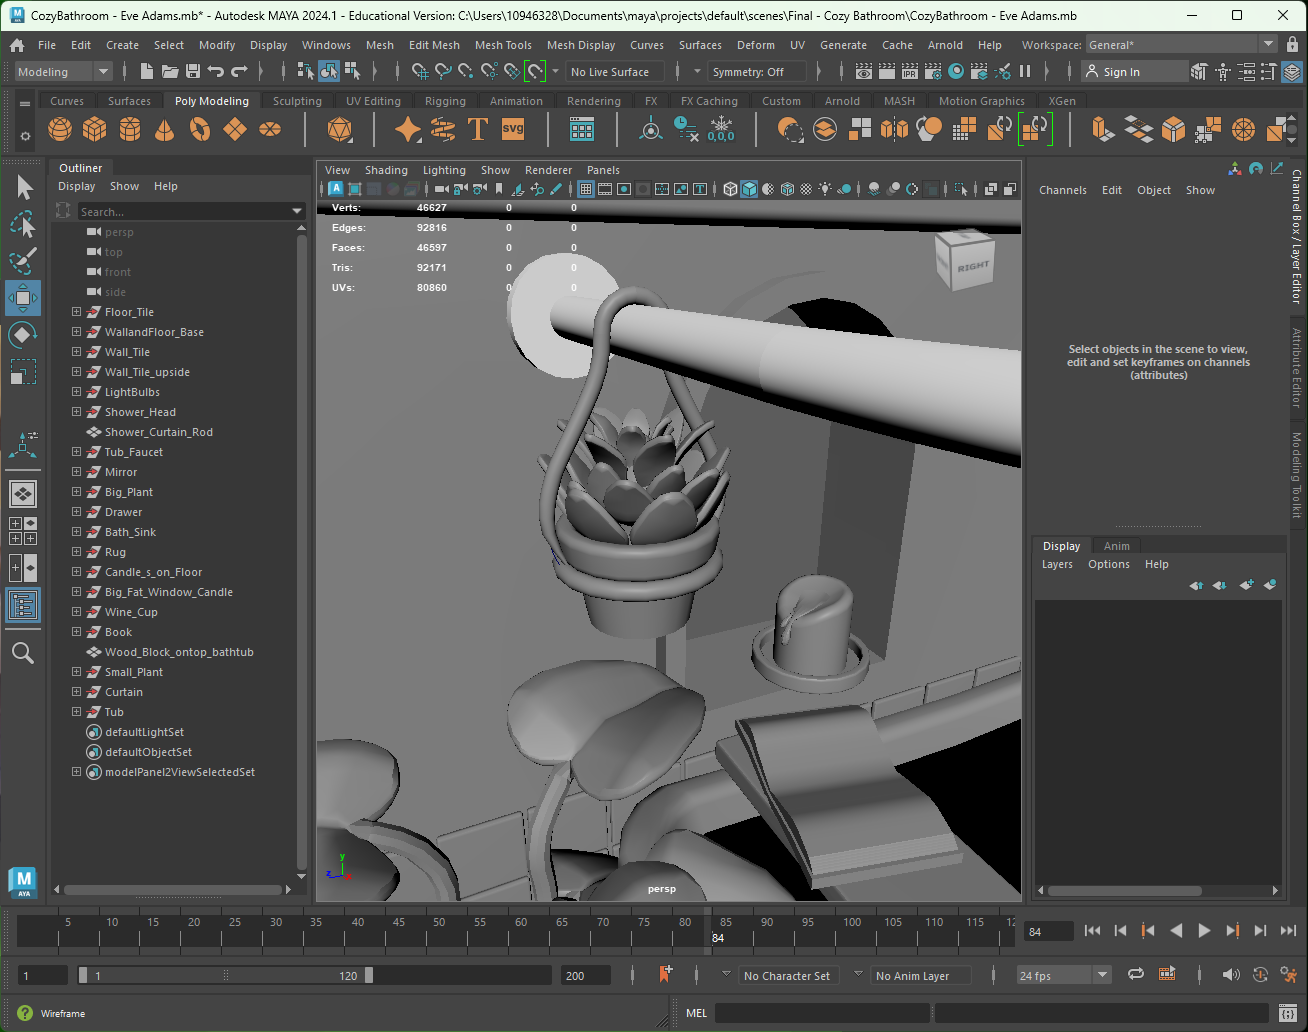 CozyBathroom - Eve Adams.mb* - Autodesk MAYA 2024.1 - Educational Version: C:\Users\10946328\Documents\maya\projects\default\scenes\Final - Cozy Bathroom\CozyBathroom - Eve Adams.mb
File Edit Create Select Modify Display Windows Mesh Edit Mesh Mesh Tools Mesh Display Curves Surfaces Deform UV Generate Cache Arnold Help Workspace: General*
Modeling No Live Surface Symmetry: Off IPR Sign In
Curves Surfaces Poly Modeling Sculpting UV Editing Rigging Animation Rendering FX FX Caching Custom Arnold MASH Motion Graphics XGen
T SVG 0,0,0
Outliner
Display Show Help
Search...
persp
top
front
side
Floor_Tile
WallandFloor_Base
Wall_Tile
Wall_Tile_upside
LightBulbs
Shower_Head
Shower_Curtain_Rod
Tub_Faucet
Mirror
Big_Plant
Drawer
Bath_Sink
Rug
Candle_s_on_Floor
Big_Fat_Window_Candle
Wine_Cup
Book
Wood_Block_ontop_bathtub
Small_Plant
Curtain
Tub
defaultLightSet
defaultObjectSet
modelPanel2ViewSelectedSet
M
AYA
View Shading Lighting Show Renderer Panels
Verts: 46627 0 0
Edges: 92816 0 0
Faces: 46597 0 0
Tris: 92171 0 0
UVs: 80860 0 0
RIGHT
y
z
persp
Channels Edit Object Show
Select objects in the scene to view,
edit and set keyframes on channels
(attributes)
Display Anim
Layers Options Help
Channel Box / Layer Editor
Attribute Editor
Modeling Toolkit
5 10 15 20 25 30 35 40 45 50 55 60 65 70 75 80 85 90 95 100 105 110 115 12
84
84
1 1 120 200 No Character Set No Anim Layer 24 fps
Wireframe MEL